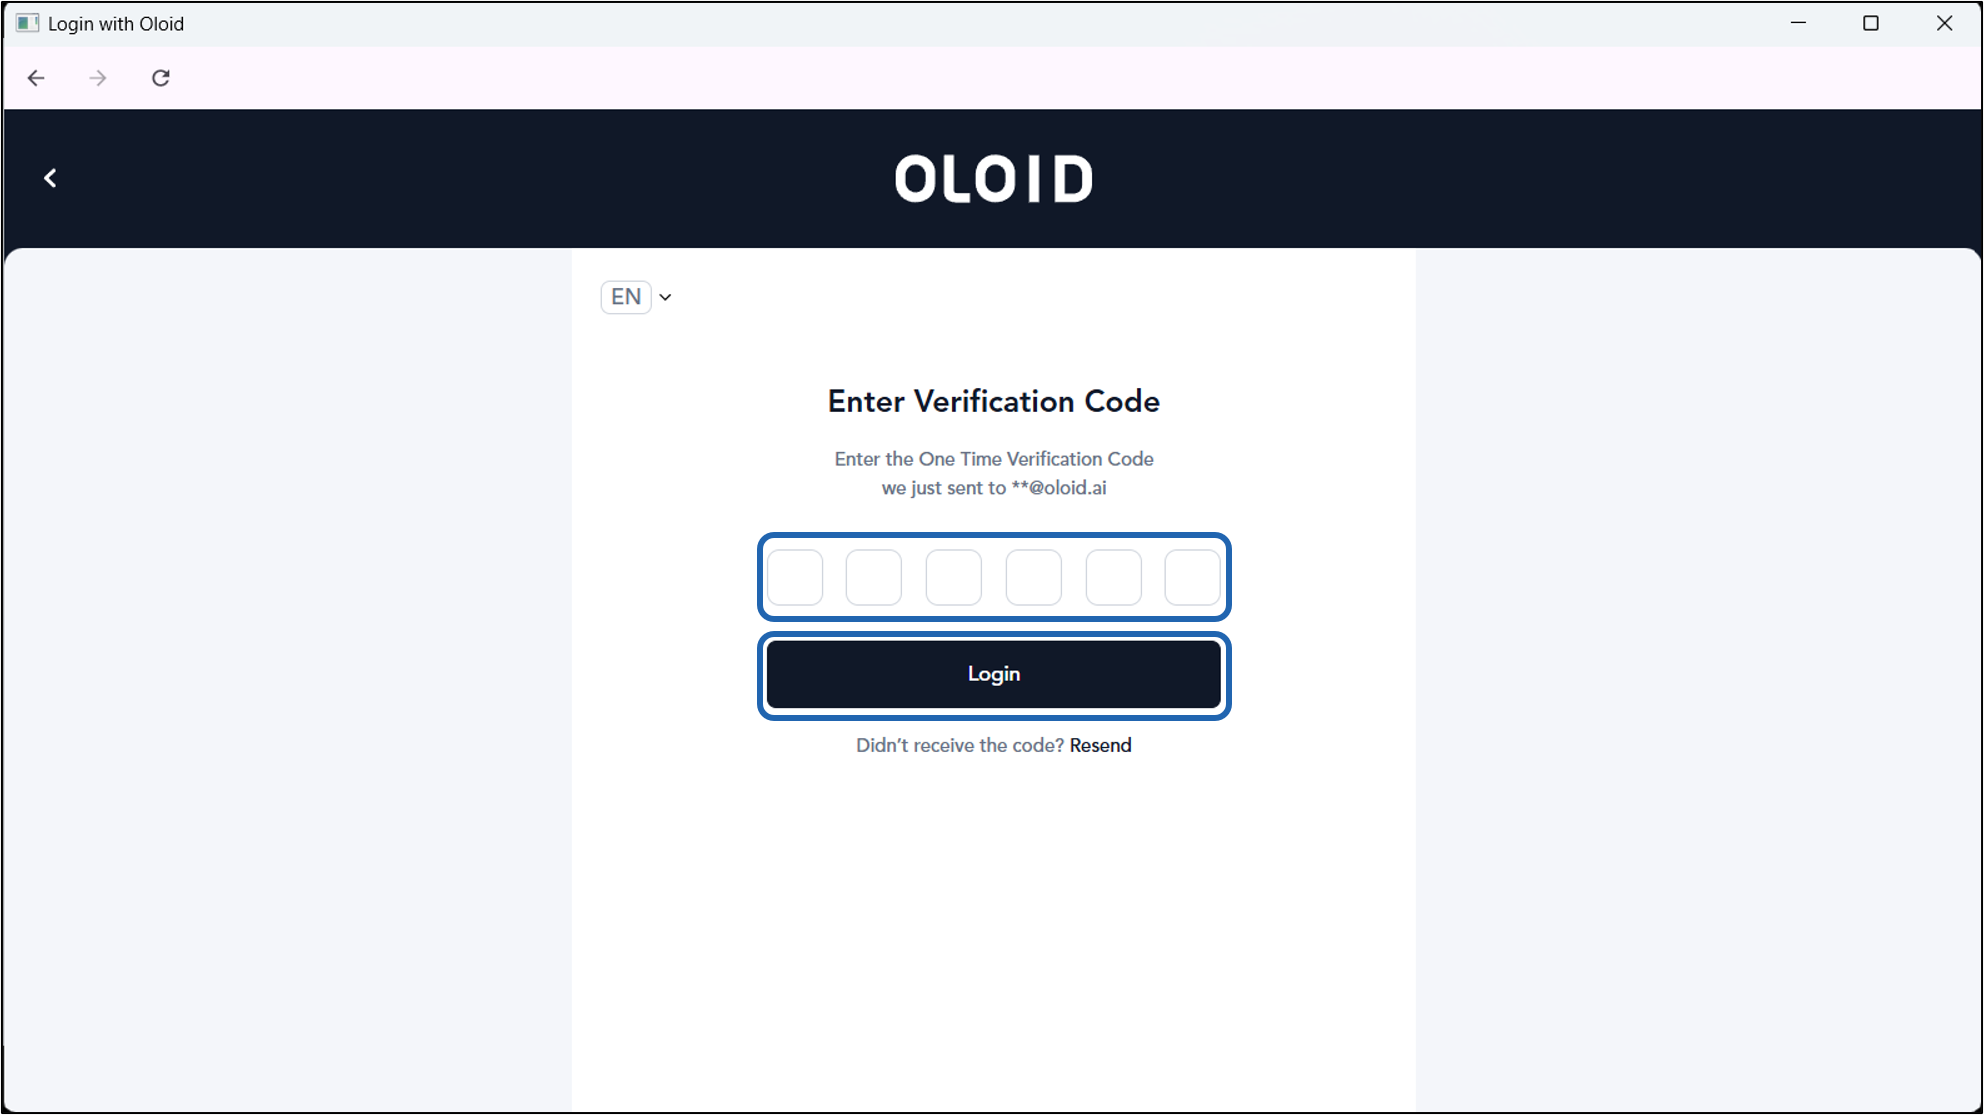 Login with Oloid
OLOID
EN
Enter Verification Code
Enter the One Time Verification Code
we just sent to **@oloid.ai
Login
Didn't receive the code? Resend